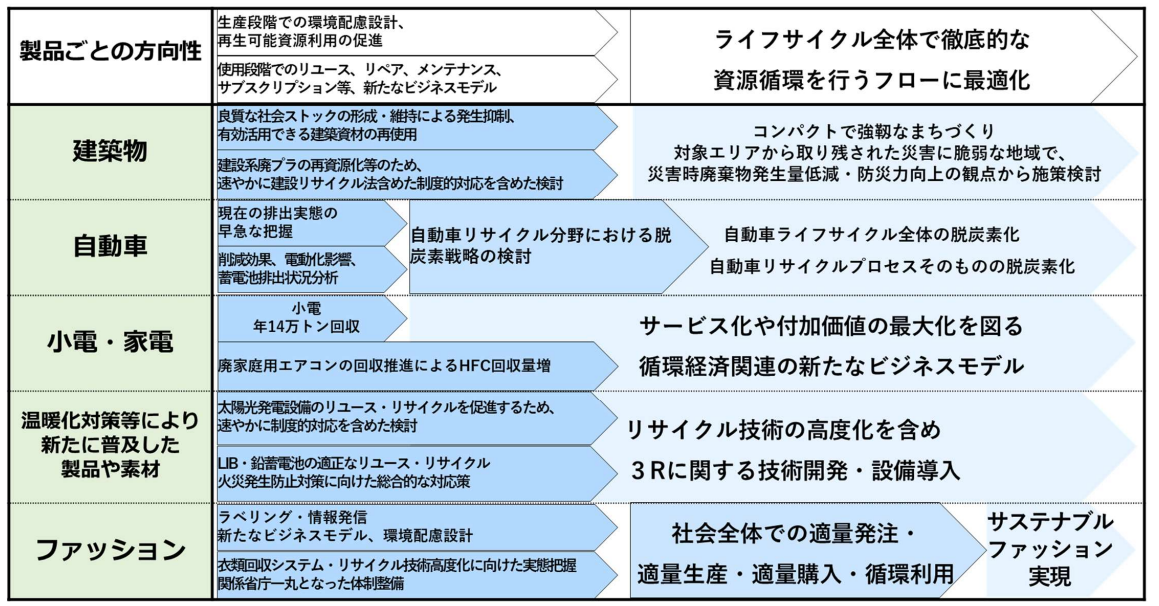 製品ごとの方向性
生産段階での環境配慮設計、
再生可能資源利用の促進
使用段階でのリユース、リペア、メンテナンス、
サブスクリプション等、新たなビジネスモデル
ライフサイクル全体で徹底的な
資源循環を行うフローに最適化
建築物
良質な社会ストックの形成・維持による発生抑制、
有効活用できる建築資材の再使用
建設系廃プラの再資源化等のため、
速やかに建設リサイクル法含めた制度的対応を含めた検討
コンパクトで強靱なまちづくり
対象エリアから取り残された災害に脆弱な地域で、
災害時廃棄物発生量低減・防災力向上の観点から施策検討
自動車
現在の排出実態の
早急な把握
削減効果、電動化影響、
蓄電池排出状況分析
自動車リサイクル分野における脱
炭素戦略の検討
自動車ライフサイクル全体の脱炭素化
自動車リサイクルプロセスそのものの脱炭素化
小電・家電
小電
年14万トン回収
廃家庭用エアコンの回収推進によるHFC回収量増
サービス化や付加価値の最大化を図る
循環経済関連の新たなビジネスモデル
温暖化対策等により
新たに普及した
製品や素材
太陽光発電設備のリユース・リサイクルを促進するため、
速やかに制度的対応を含めた検討
LIB・鉛蓄電池の適正なリユース・リサイクル
火災発生防止対策に向けた総合的な対応策
リサイクル技術の高度化を含め
３Rに関する技術開発・設備導入
ファッション
ラベリング・情報発信
新たなビジネスモデル、環境配慮設計
衣類回収システム・リサイクル技術高度化に向けた実態把握
関係省庁一丸となった体制整備
社会全体での適量発注・
適量生産・適量購入・循環利用
サステナブル
ファッション
実現